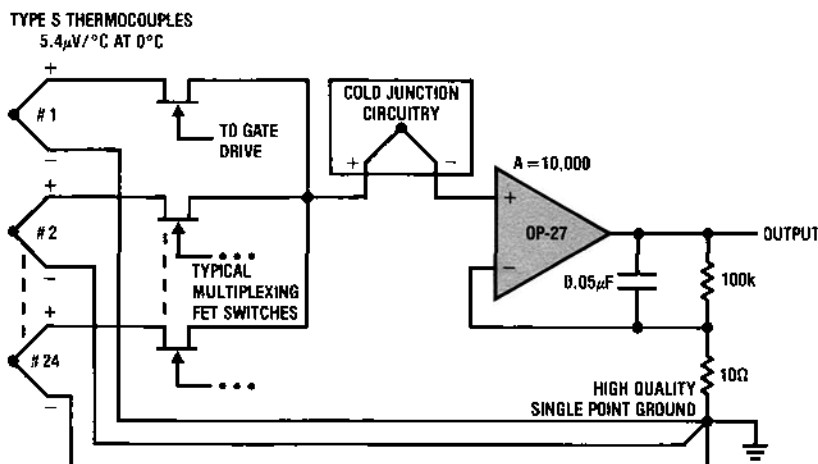 TYPE S THERMOCOUPLES
5.4µV/°C AT 0°C
+
#1
−
TO GATE
DRIVE
COLD JUNCTION
CIRCUITRY
+ −
A = 10,000
+
OP-27
−
OUTPUT
+
#2
−
TYPICAL
MULTIPLEXING
FET SWITCHES
0.05µF
100k
+
#24
−
10Ω
HIGH QUALITY
SINGLE POINT GROUND